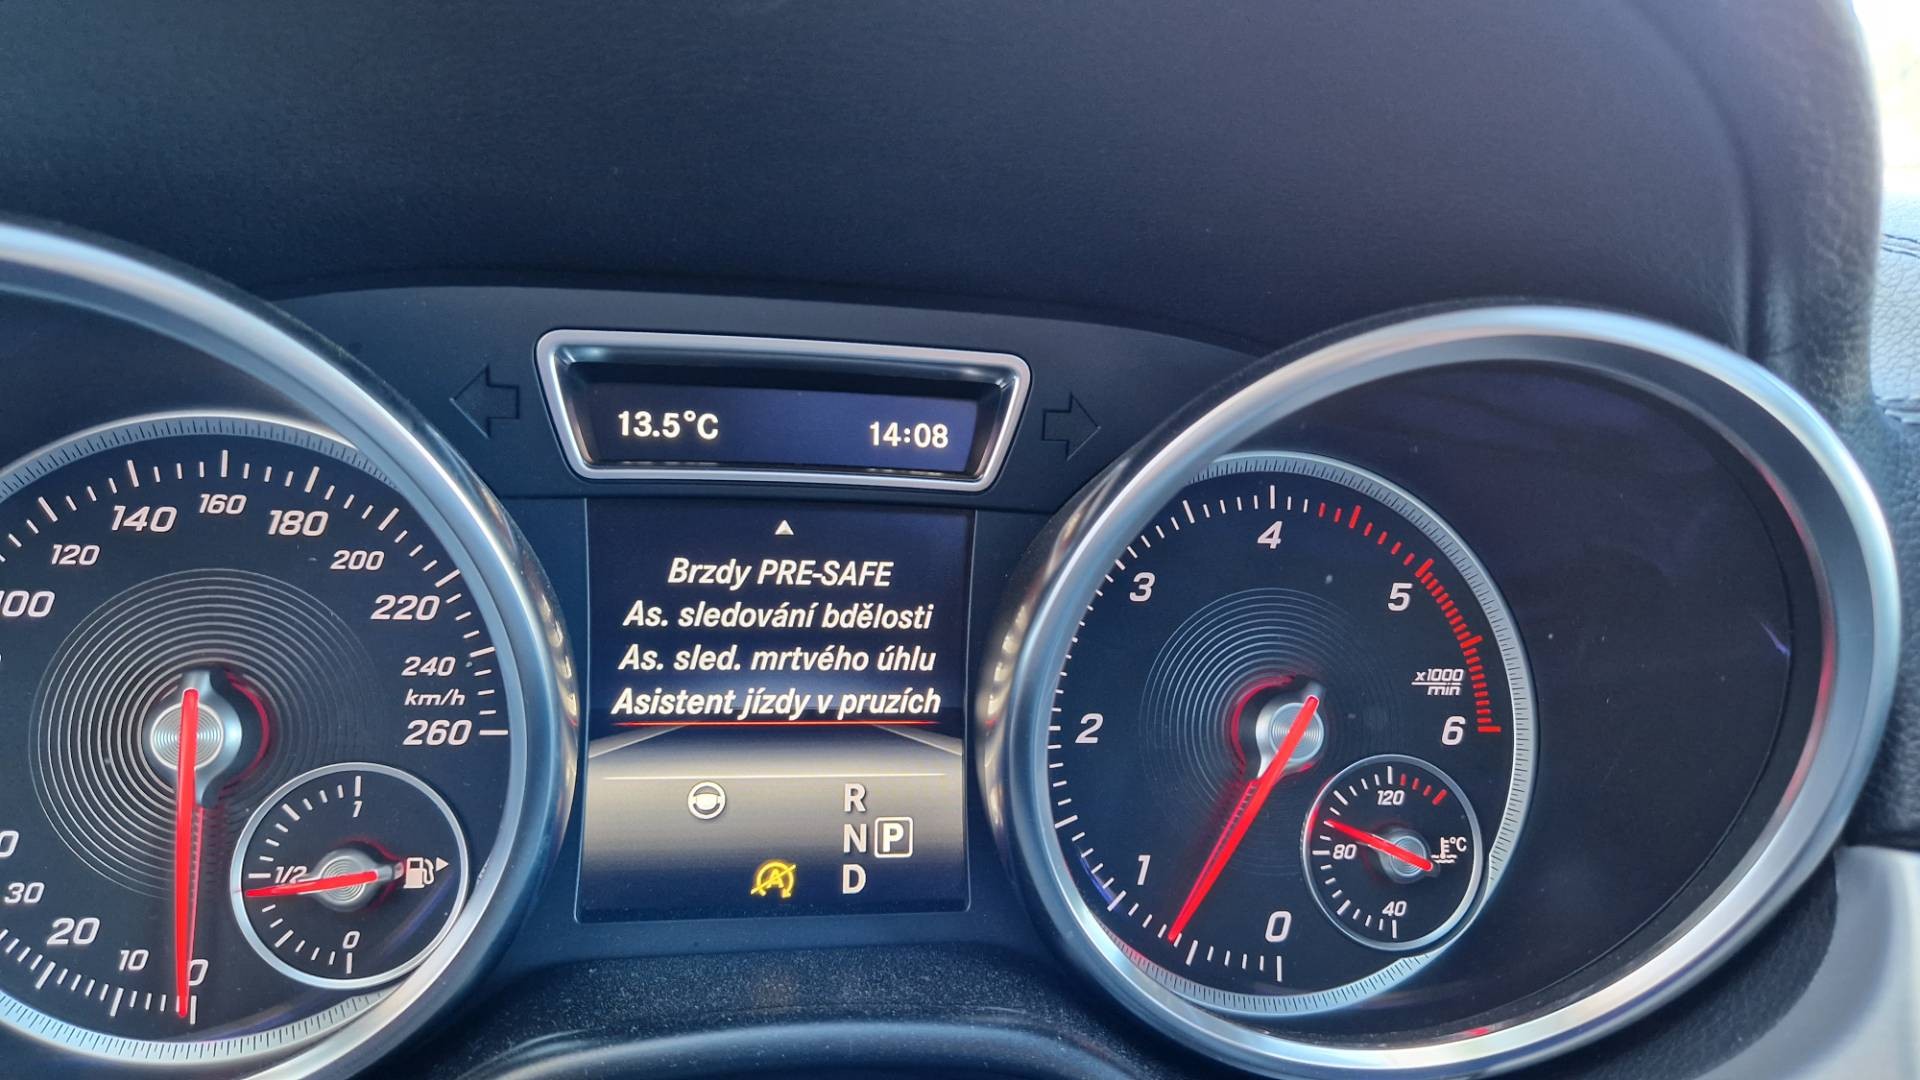 13.5°C 14:08
Brzdy PRE-SAFE
As. sledování bdělosti
As. sled. mrtvého úhlu
Asistent jízdy v pruzích
R
N P
D
A
0
10
20
30
100
120
140
160
180
200
220
240
km/h
260
1
1/2
0
0
1
2
3
4
5
6
x1000
min
120
80
°C
40